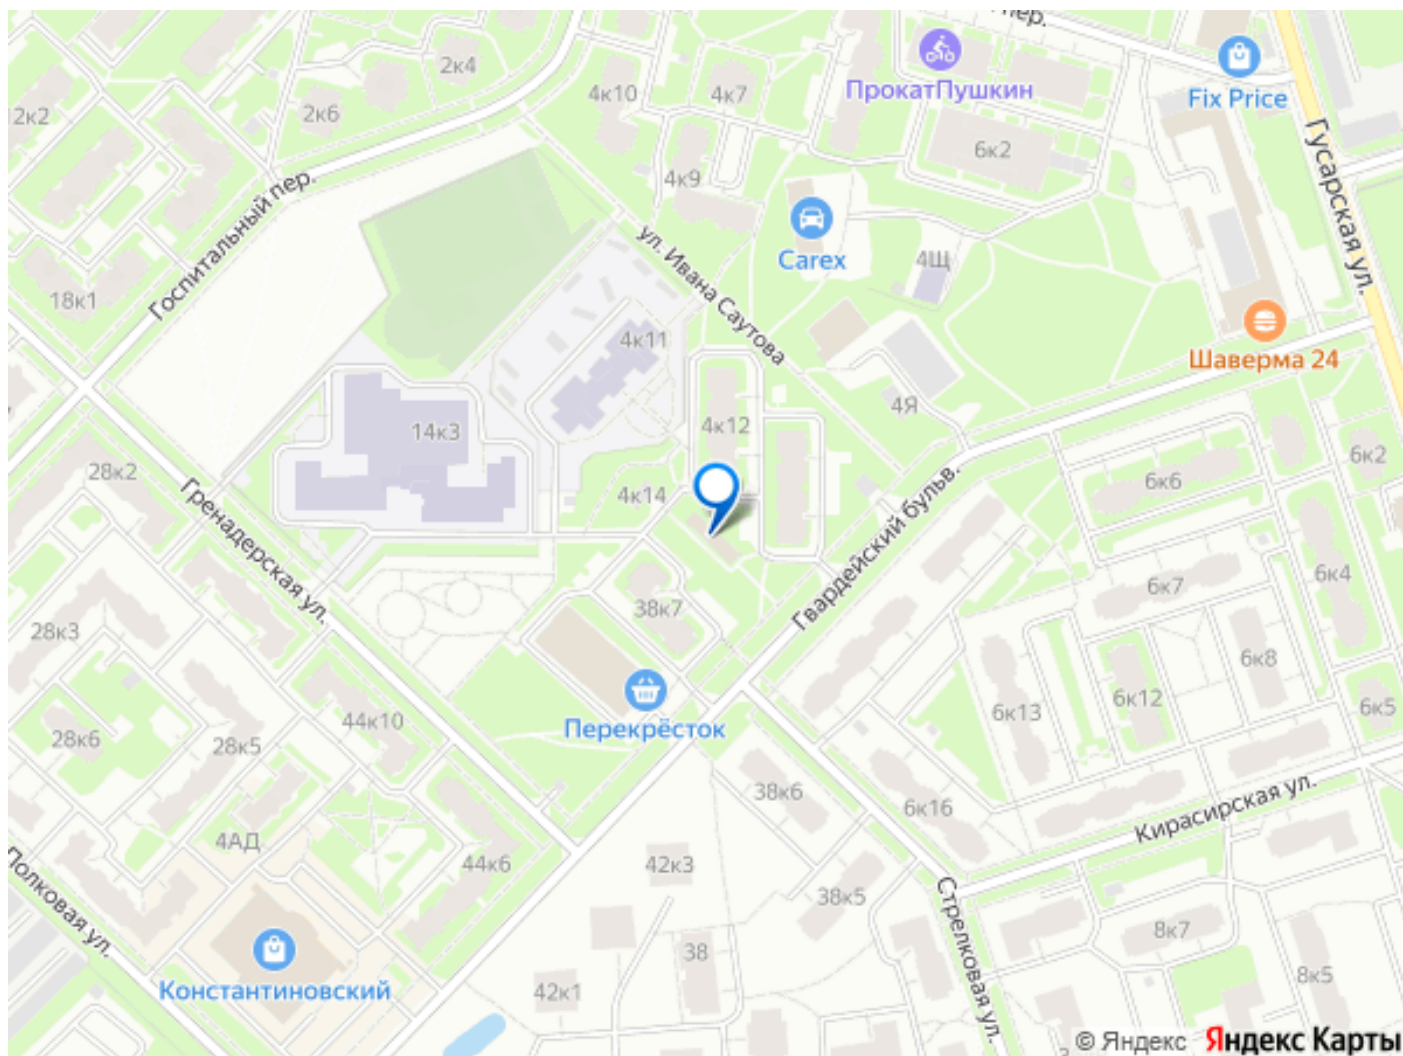 пер.
2к4
ПрокатПушкин
4к10
4к7
Fix Price
2к2
2к6
Гусарская ул.
6к2
Госпитальный пер.
4к9
ул. Ивана Саутова
Carex
4Щ
18к1
4к11
Шаверма 24
4Я
4к12
14к3
6к2
28к2
6к6
4к14
Гренадерская ул.
Гвардейский бульв.
6к4
6к7
38к7
28к3
6к8
6к12
6к13
6к5
44к10
Перекрёсток
28к6
28к5
38к6
6к16
Кирасирская ул.
4АД
44к6
42к3
38к5
Полковая ул.
Стрелковая ул.
8к7
38
8к5
Константиновский
42к1
© Яндекс Яндекс Карты